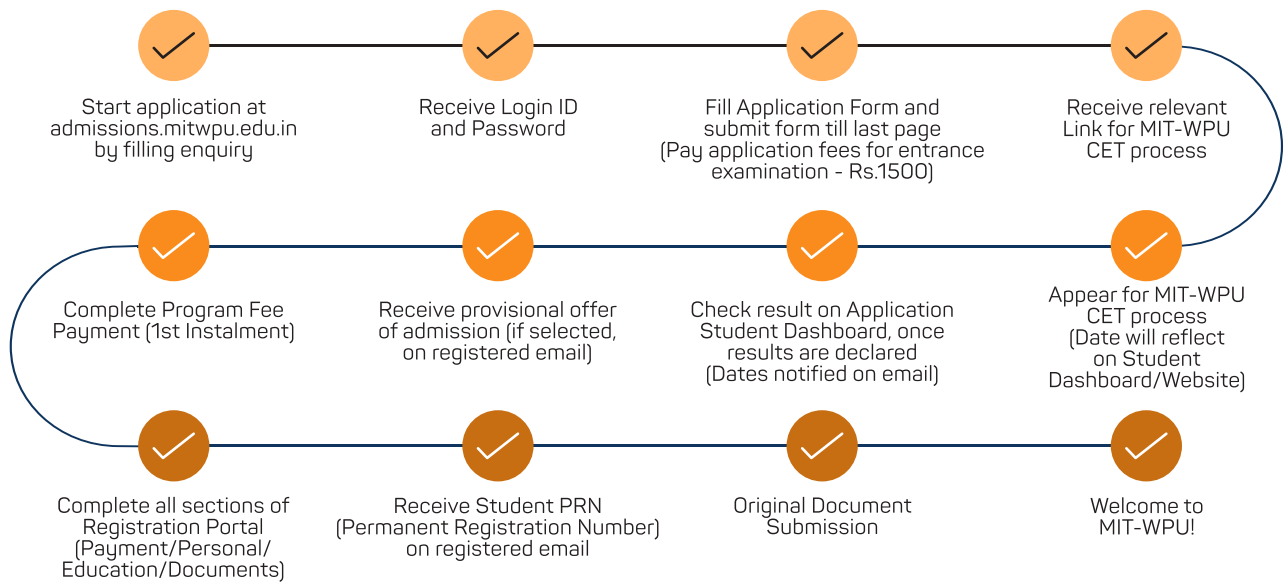 Start application at
admissions.mitwpu.edu.in
by filling enquiry
Receive Login ID
and Password
Fill Application Form and
submit form till last page
(Pay application fees for entrance
examination - Rs.1500)
Receive relevant
Link for MIT-WPU
CET process
Appear for MIT-WPU
CET process
(Date will reflect
on Student
Dashboard/Website)
Check result on Application
Student Dashboard, once
results are declared
(Dates notified on email)
Receive provisional offer
of admission (if selected,
on registered email)
Complete Program Fee
Payment (1st Instalment)
Complete all sections of
Registration Portal
(Payment/Personal/
Education/Documents)
Receive Student PRN
(Permanent Registration Number)
on registered email
Original Document
Submission
Welcome to
MIT-WPU!